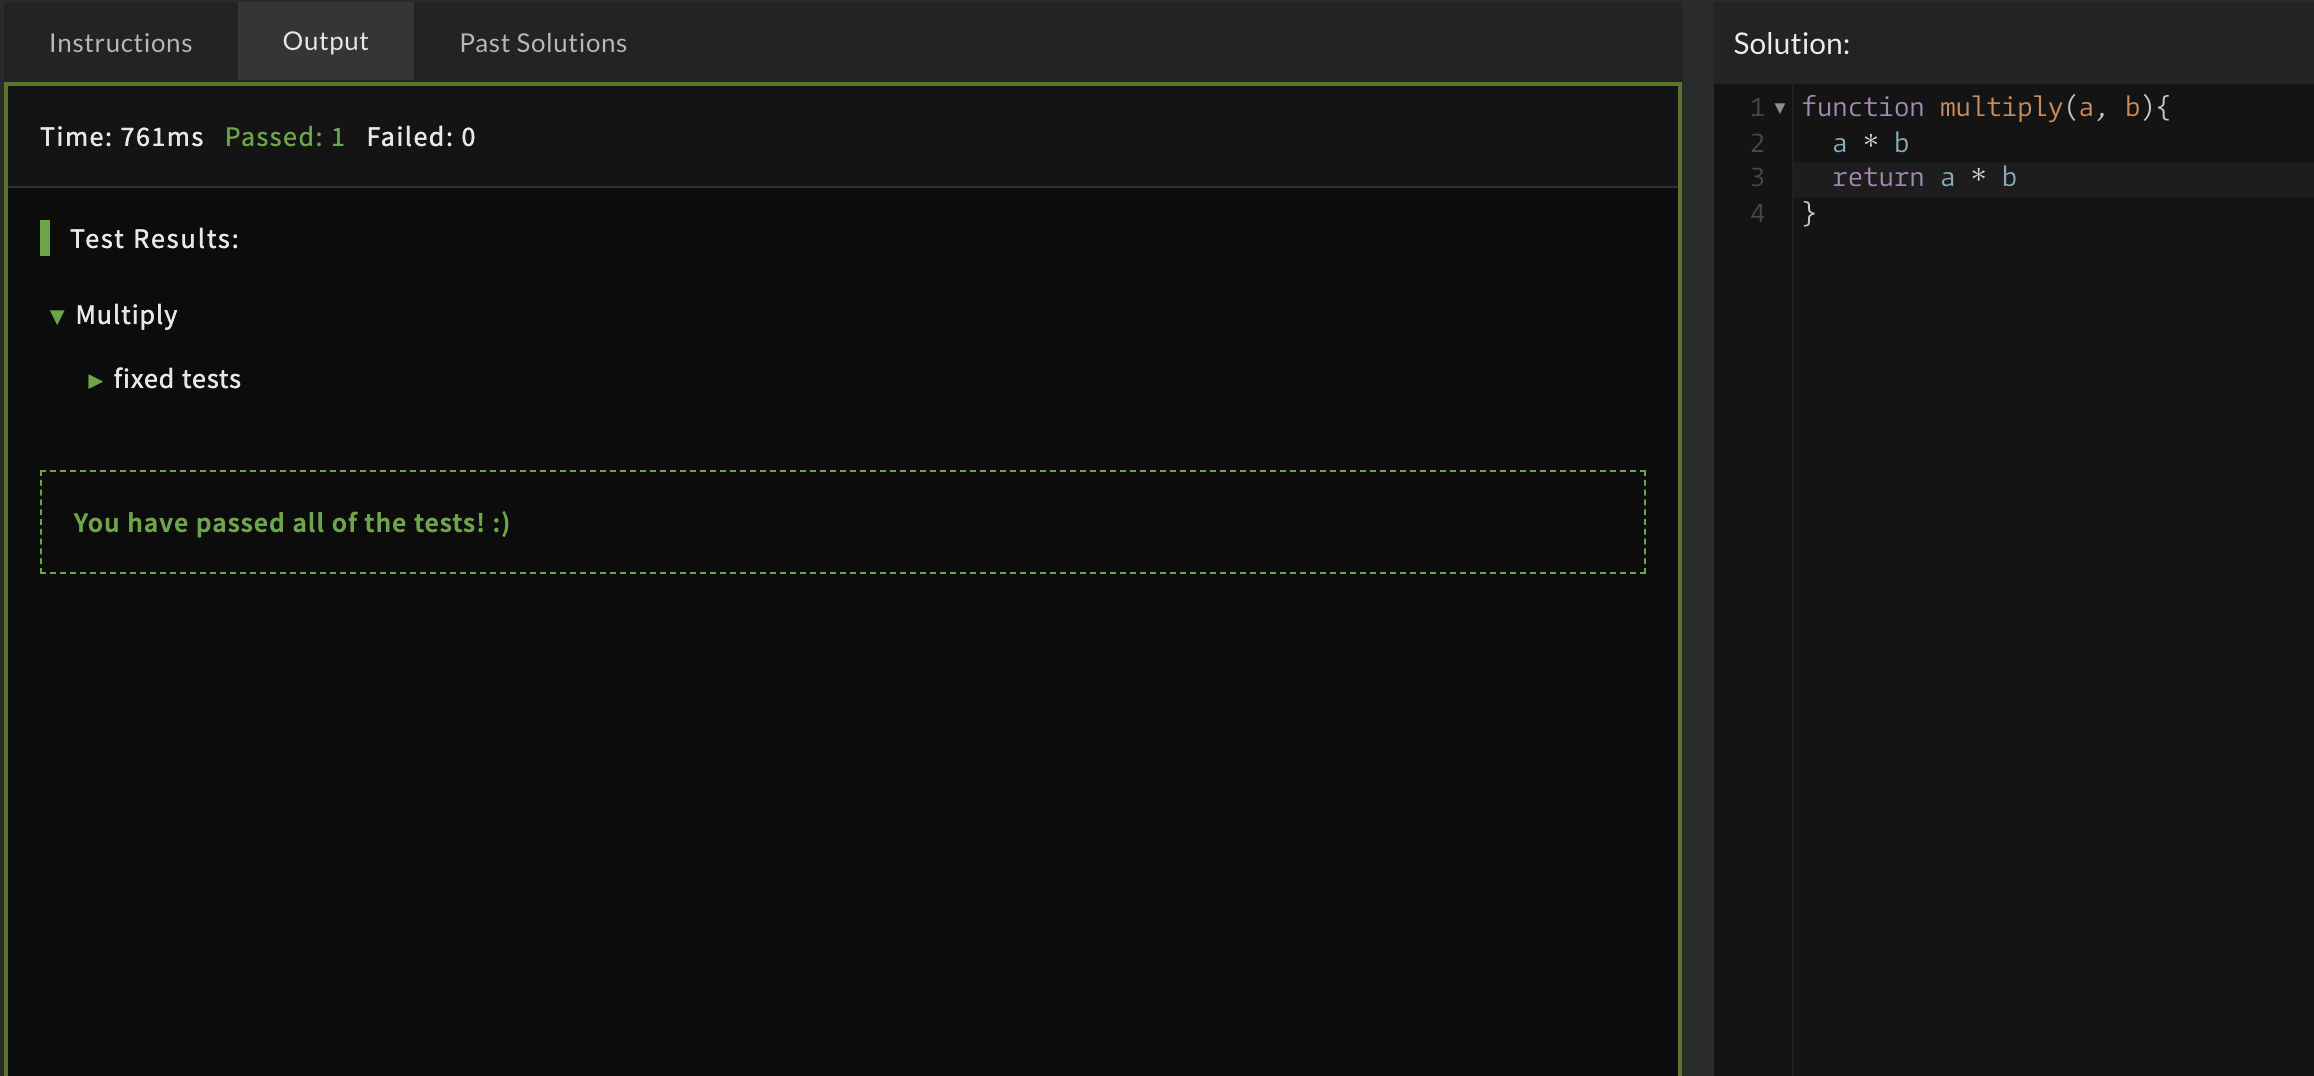 Instructions Output Past Solutions
Time: 761ms Passed: 1 Failed: 0
Test Results:
▼ Multiply
▶ fixed tests
You have passed all of the tests! :)
Solution:
1 ▼ function multiply(a, b){
2   a * b
3   return a * b
4 }